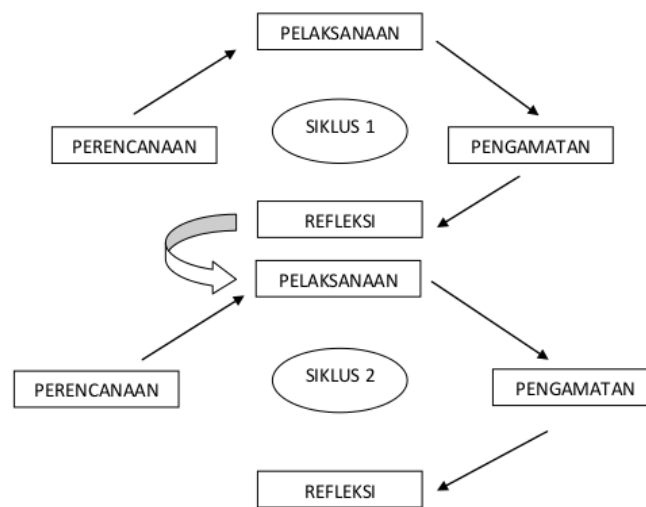 PELAKSANAAN
SIKLUS 1
PERENCANAAN
PENGAMATAN
REFLEKSI
PELAKSANAAN
SIKLUS 2
PERENCANAAN
PENGAMATAN
REFLEKSI